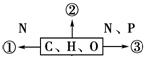 ②
N N、P
① C、H、O ③